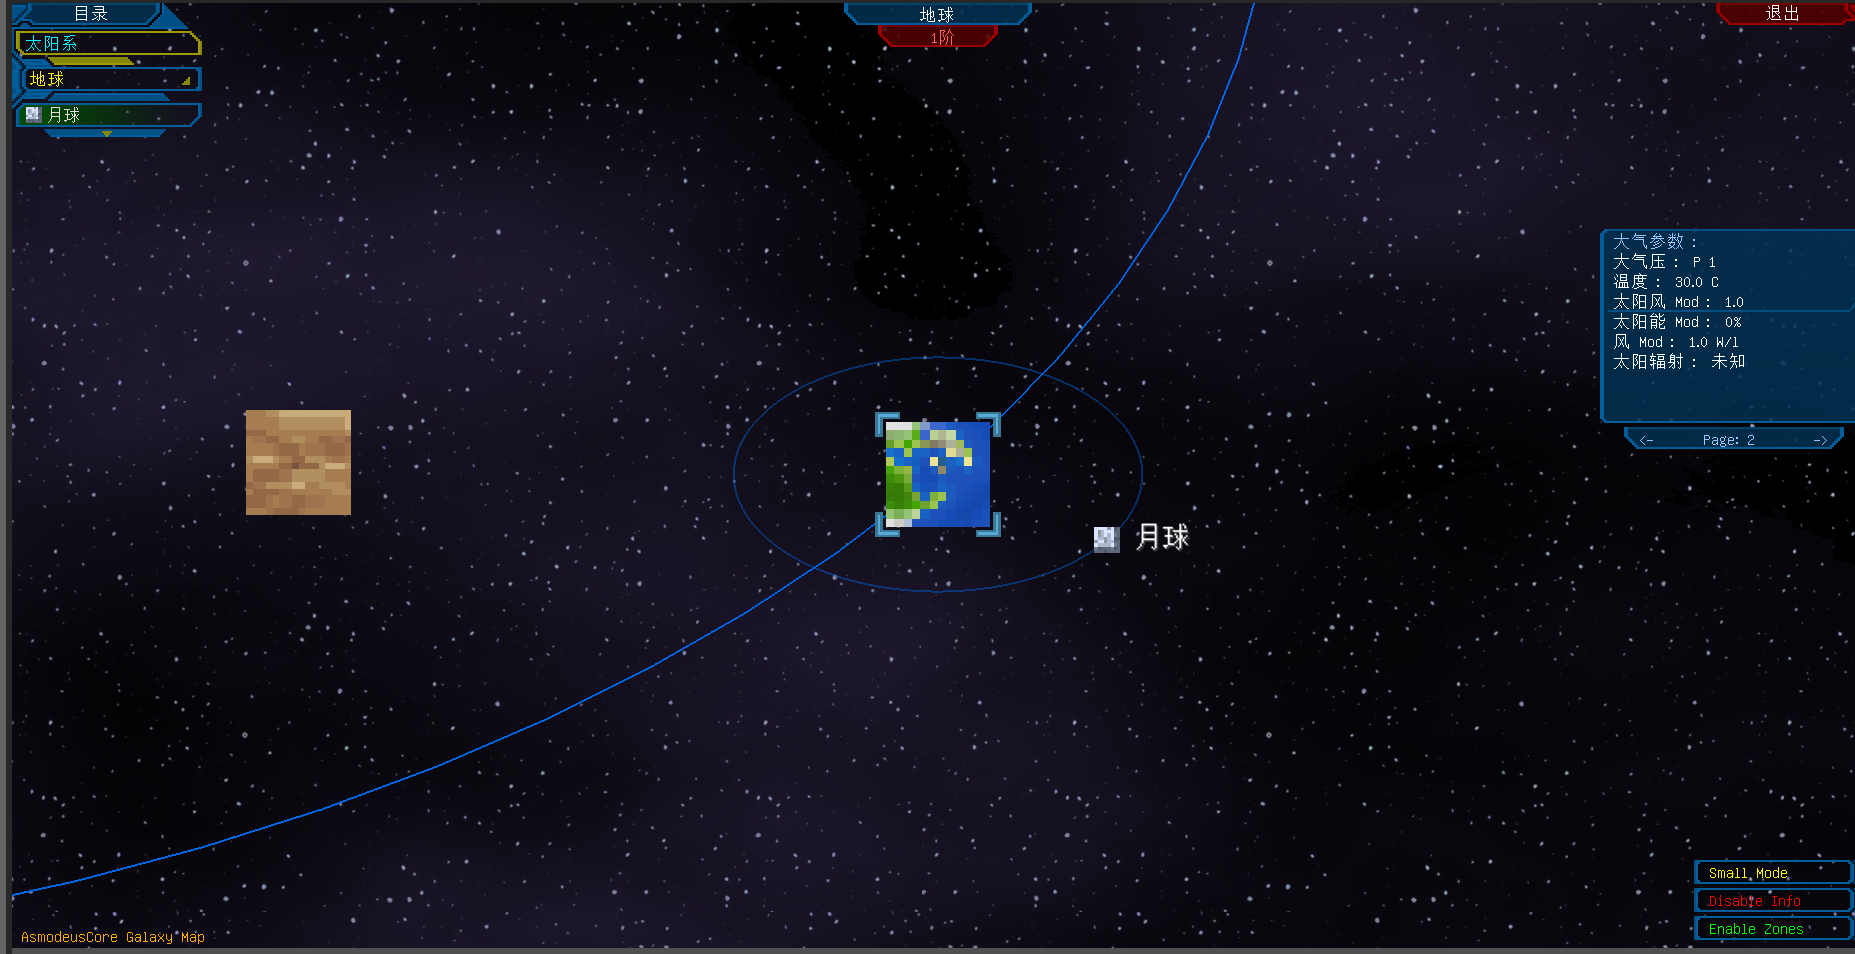 目录
太阳系
地球
月球
地球
1阶
退出
大气参数：
大气压： P 1
温度： 30.0 C
太阳风 Mod： 1.0
太阳能 Mod： 0%
风 Mod： 1.0 W/l
太阳辐射： 未知
<- Page: 2 ->
月球
Small Mode
Disable Info
Enable Zones
AsmodeusCore Galaxy Map